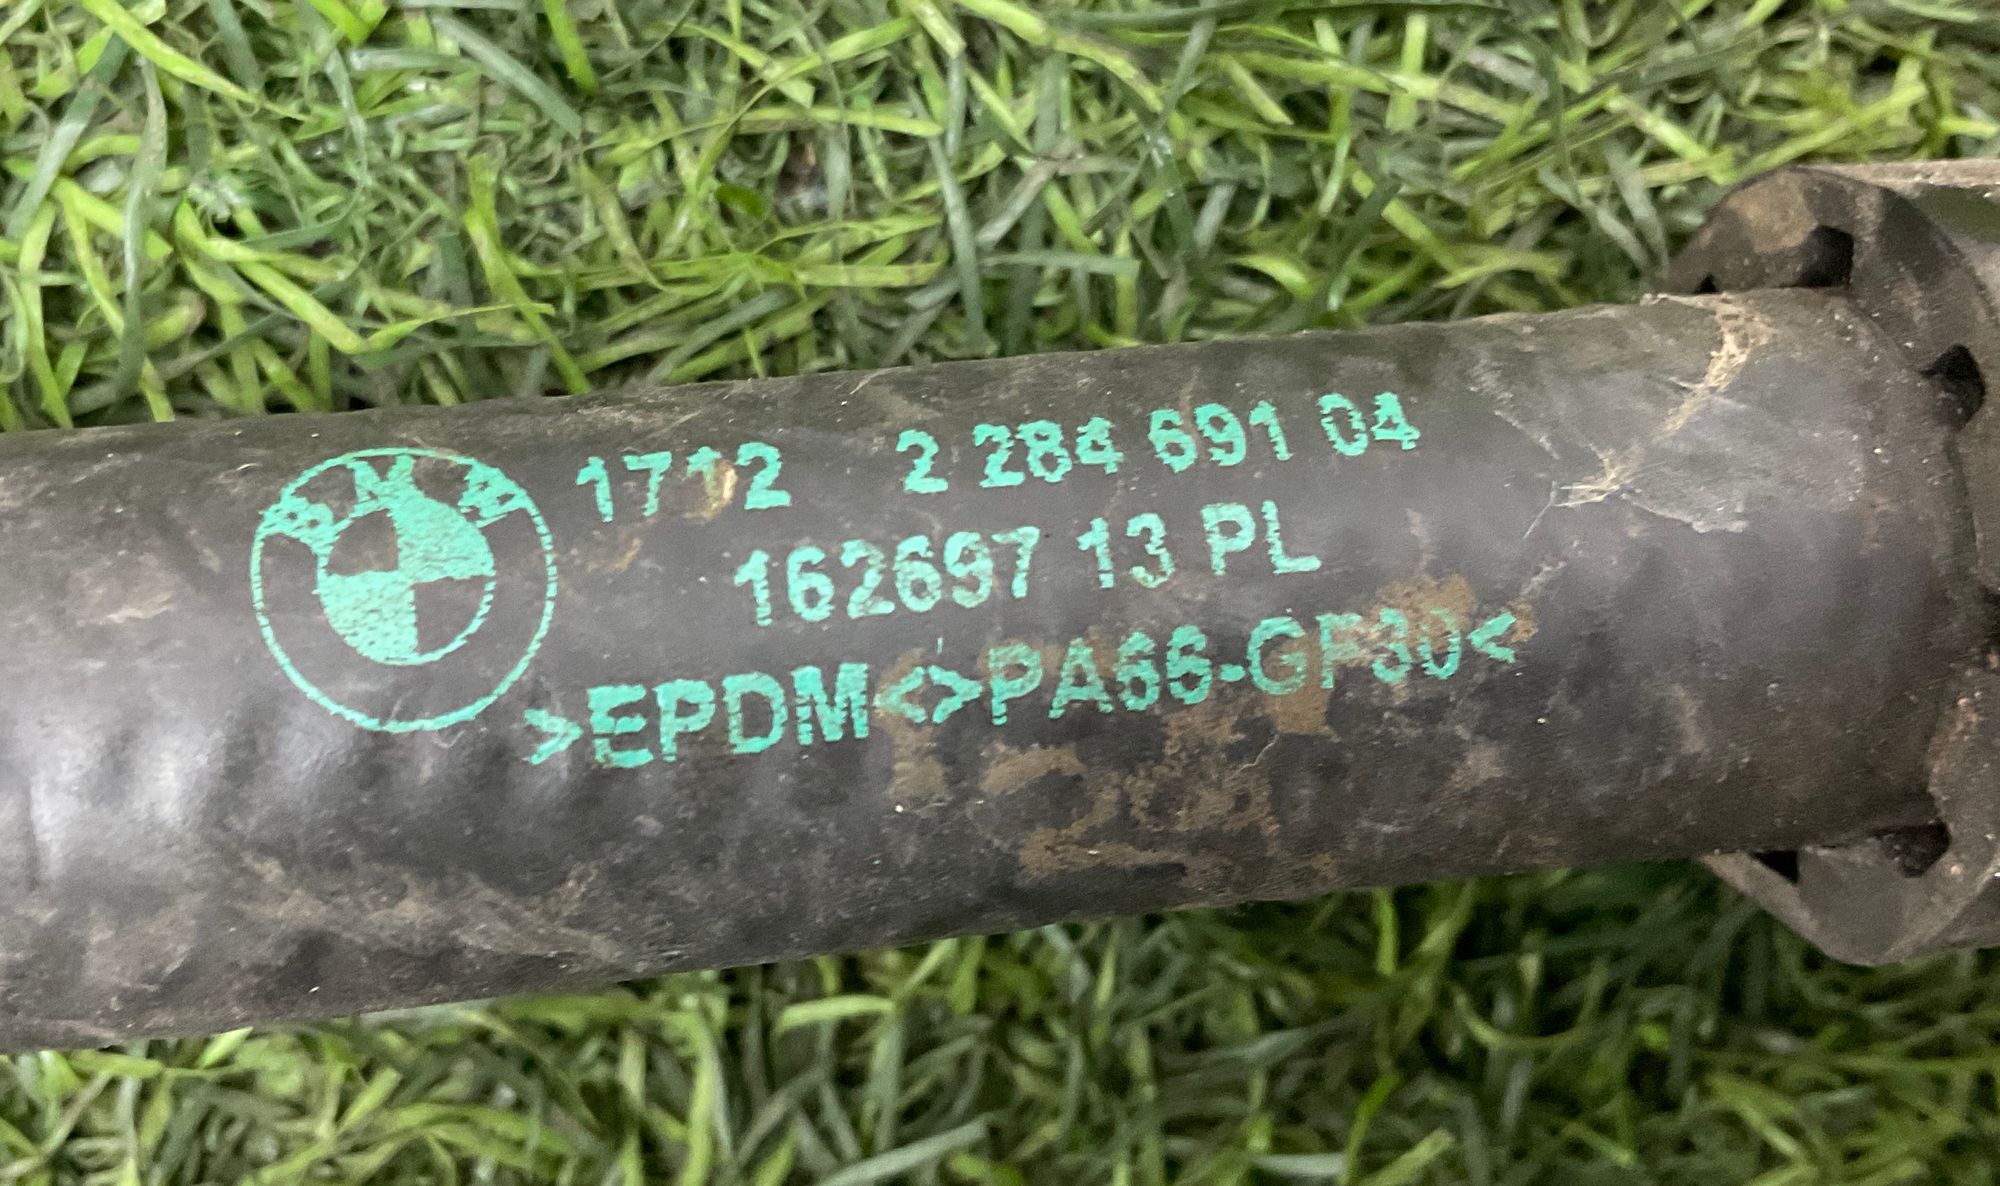 BMW
1712 2 284 691 04
162697 13 PL
>EPDM<>PA66-GF30<